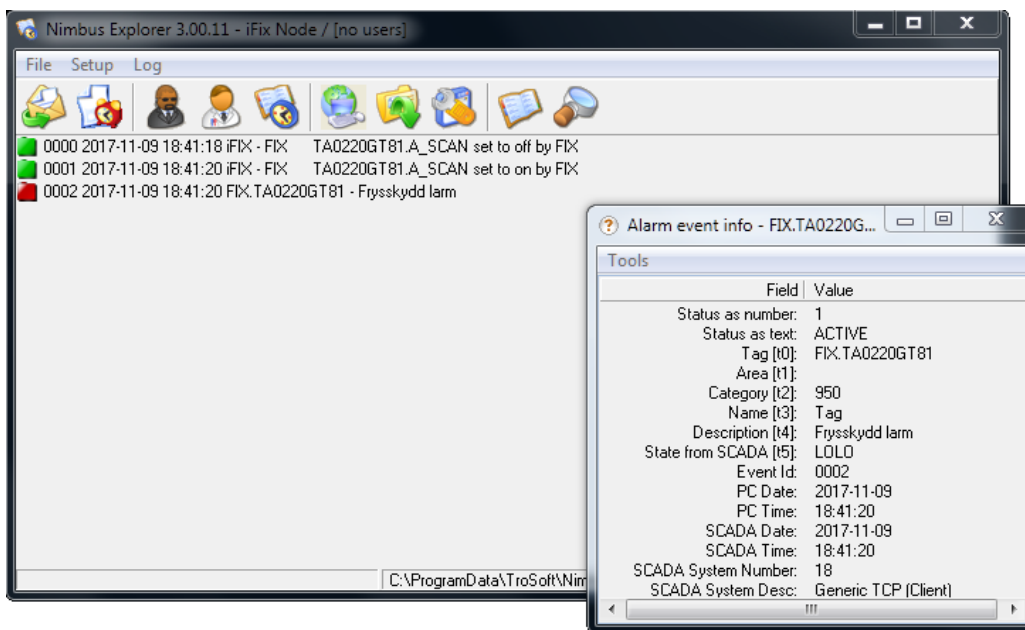 Nimbus Explorer 3.00.11 - iFix Node / [no users]
File Setup Log
0000 2017-11-09 18:41:18 iFIX - FIX TA0220GT81.A_SCAN set to off by FIX
0001 2017-11-09 18:41:20 iFIX - FIX TA0220GT81.A_SCAN set to on by FIX
0002 2017-11-09 18:41:20 FIX.TA0220GT81 - Frysskydd larm
C:\ProgramData\TroSoft\Nim
Alarm event info - FIX.TA0220G...
Tools
Field Value
Status as number: 1
Status as text: ACTIVE
Tag [t0]: FIX.TA0220GT81
Area [t1]:
Category [t2]: 950
Name [t3]: Tag
Description [t4]: Frysskydd larm
State from SCADA [t5]: LOLO
Event Id: 0002
PC Date: 2017-11-09
PC Time: 18:41:20
SCADA Date: 2017-11-09
SCADA Time: 18:41:20
SCADA System Number: 18
SCADA System Desc: Generic TCP (Client)